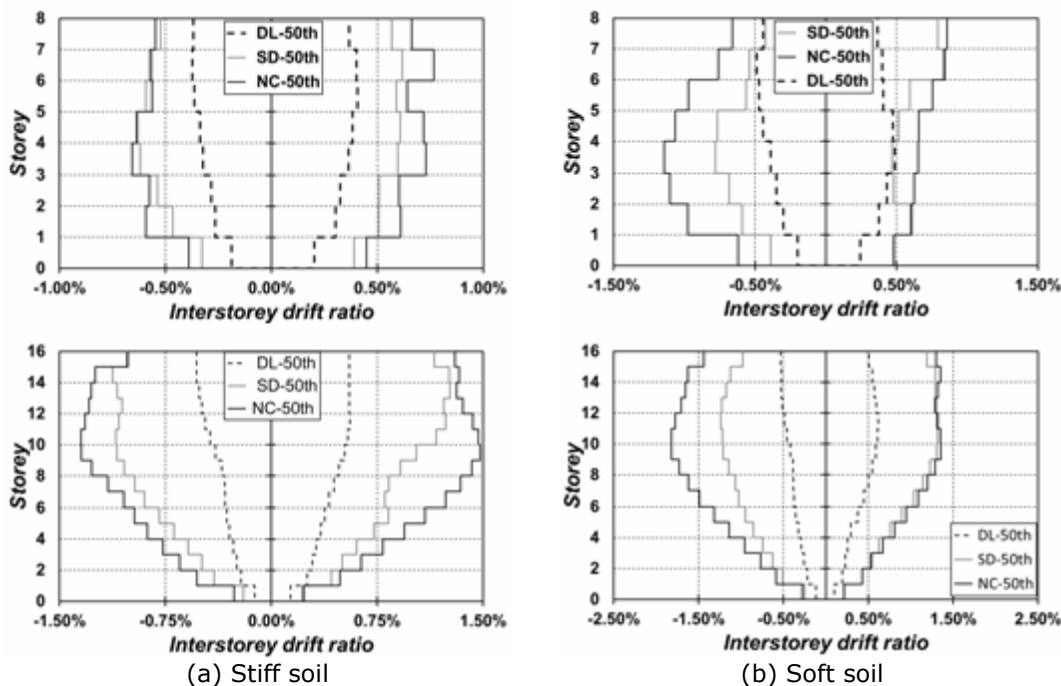 8
7
6
5
4
3
2
1
0
Storey
DL-50th
SD-50th
NC-50th
-1.00% -0.50% 0.00% 0.50% 1.00%
Interstorey drift ratio
8
7
6
5
4
3
2
1
0
Storey
SD-50th
NC-50th
DL-50th
-1.50% -0.50% 0.50% 1.50%
Interstorey drift ratio
16
14
12
10
8
6
4
2
0
Storey
DL-50th
SD-50th
NC-50th
-1.50% -0.75% 0.00% 0.75% 1.50%
Interstorey drift ratio
(a) Stiff soil
16
14
12
10
8
6
4
2
0
Storey
DL-50th
SD-50th
NC-50th
-2.50% -1.50% -0.50% 0.50% 1.50% 2.50%
Interstorey drift ratio
(b) Soft soil